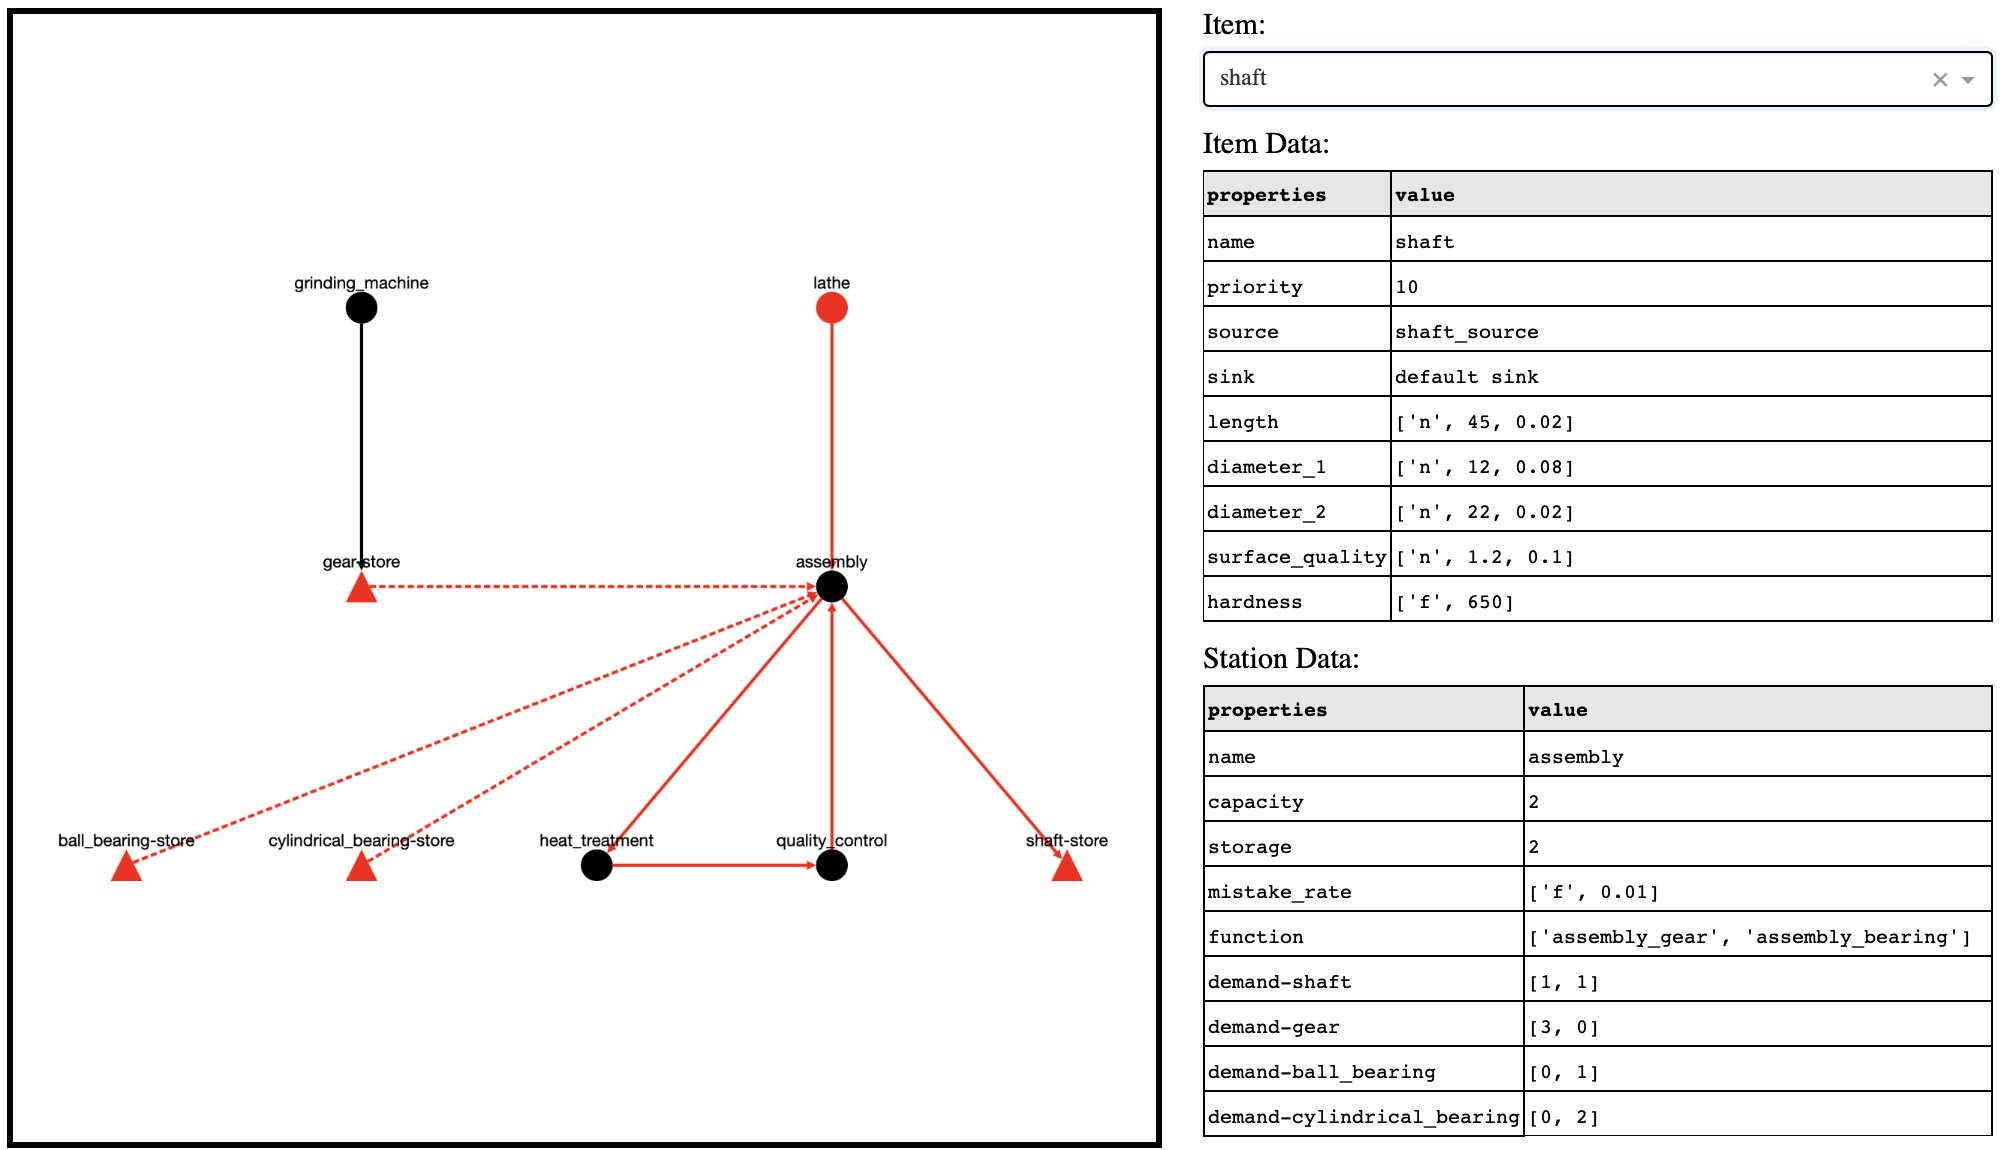 grinding_machine
lathe
gear-store
assembly
ball_bearing-store
cylindrical_bearing-store
heat_treatment
quality_control
shaft-store
Item:
shaft
Item Data:
properties value
name shaft
priority 10
source shaft_source
sink default sink
length ['n', 45, 0.02]
diameter_1 ['n', 12, 0.08]
diameter_2 ['n', 22, 0.02]
surface_quality ['n', 1.2, 0.1]
hardness ['f', 650]
Station Data:
properties value
name assembly
capacity 2
storage 2
mistake_rate ['f', 0.01]
function ['assembly_gear', 'assembly_bearing']
demand-shaft [1, 1]
demand-gear [3, 0]
demand-ball_bearing [0, 1]
demand-cylindrical_bearing [0, 2]